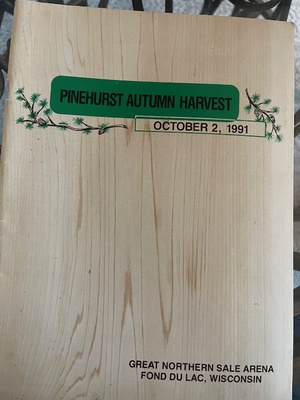 PINEHURST AUTUMN HARVEST
OCTOBER 2, 1991
GREAT NORTHERN SALE ARENA
FOND DU LAC, WISCONSIN